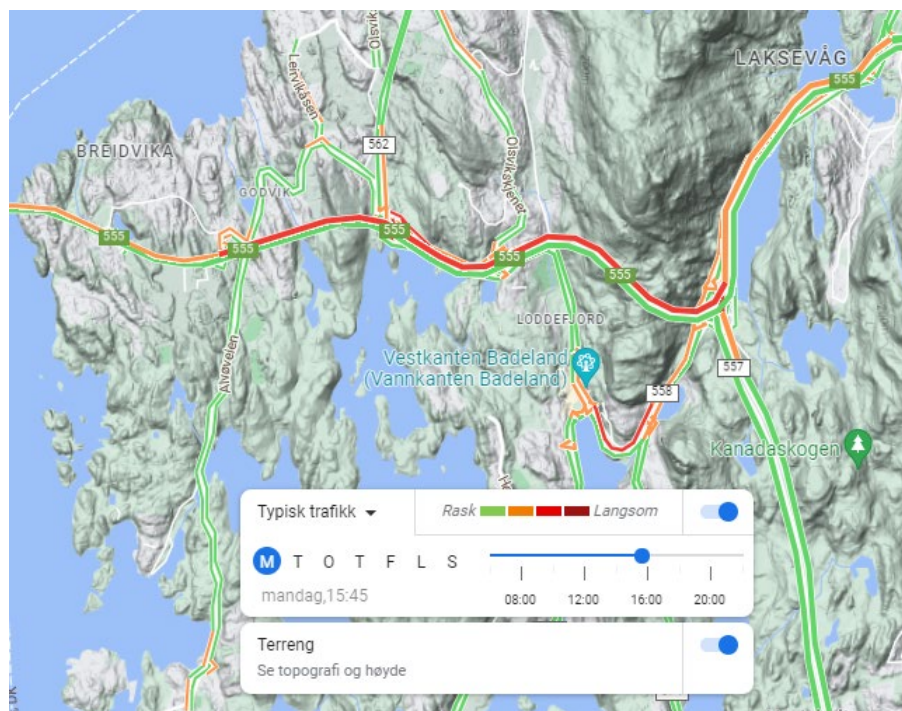 LAKSEVÅG
555
Olsvika
Leirvikåsen
562
BREIDVIKA
Olsvikskjenet
GODVIK
555
555
555
555
555
LODDEFJORD
Alvøveien
Vestkanten Badeland
(Vannkanten Badeland)
558
557
Kanadaskogen
Typisk trafikk
Rask
Langsom
M T O T F L S
mandag,15:45
08:00 12:00 16:00 20:00
Terreng
Se topografi og høyde